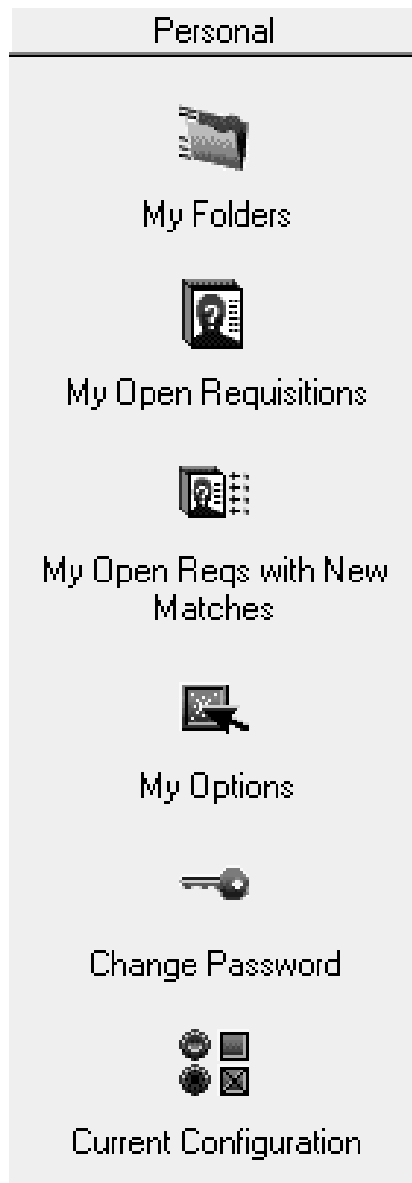 Personal
My Folders
My Open Requisitions
My Open Reqs with New
Matches
My Options
Change Password
Current Configuration